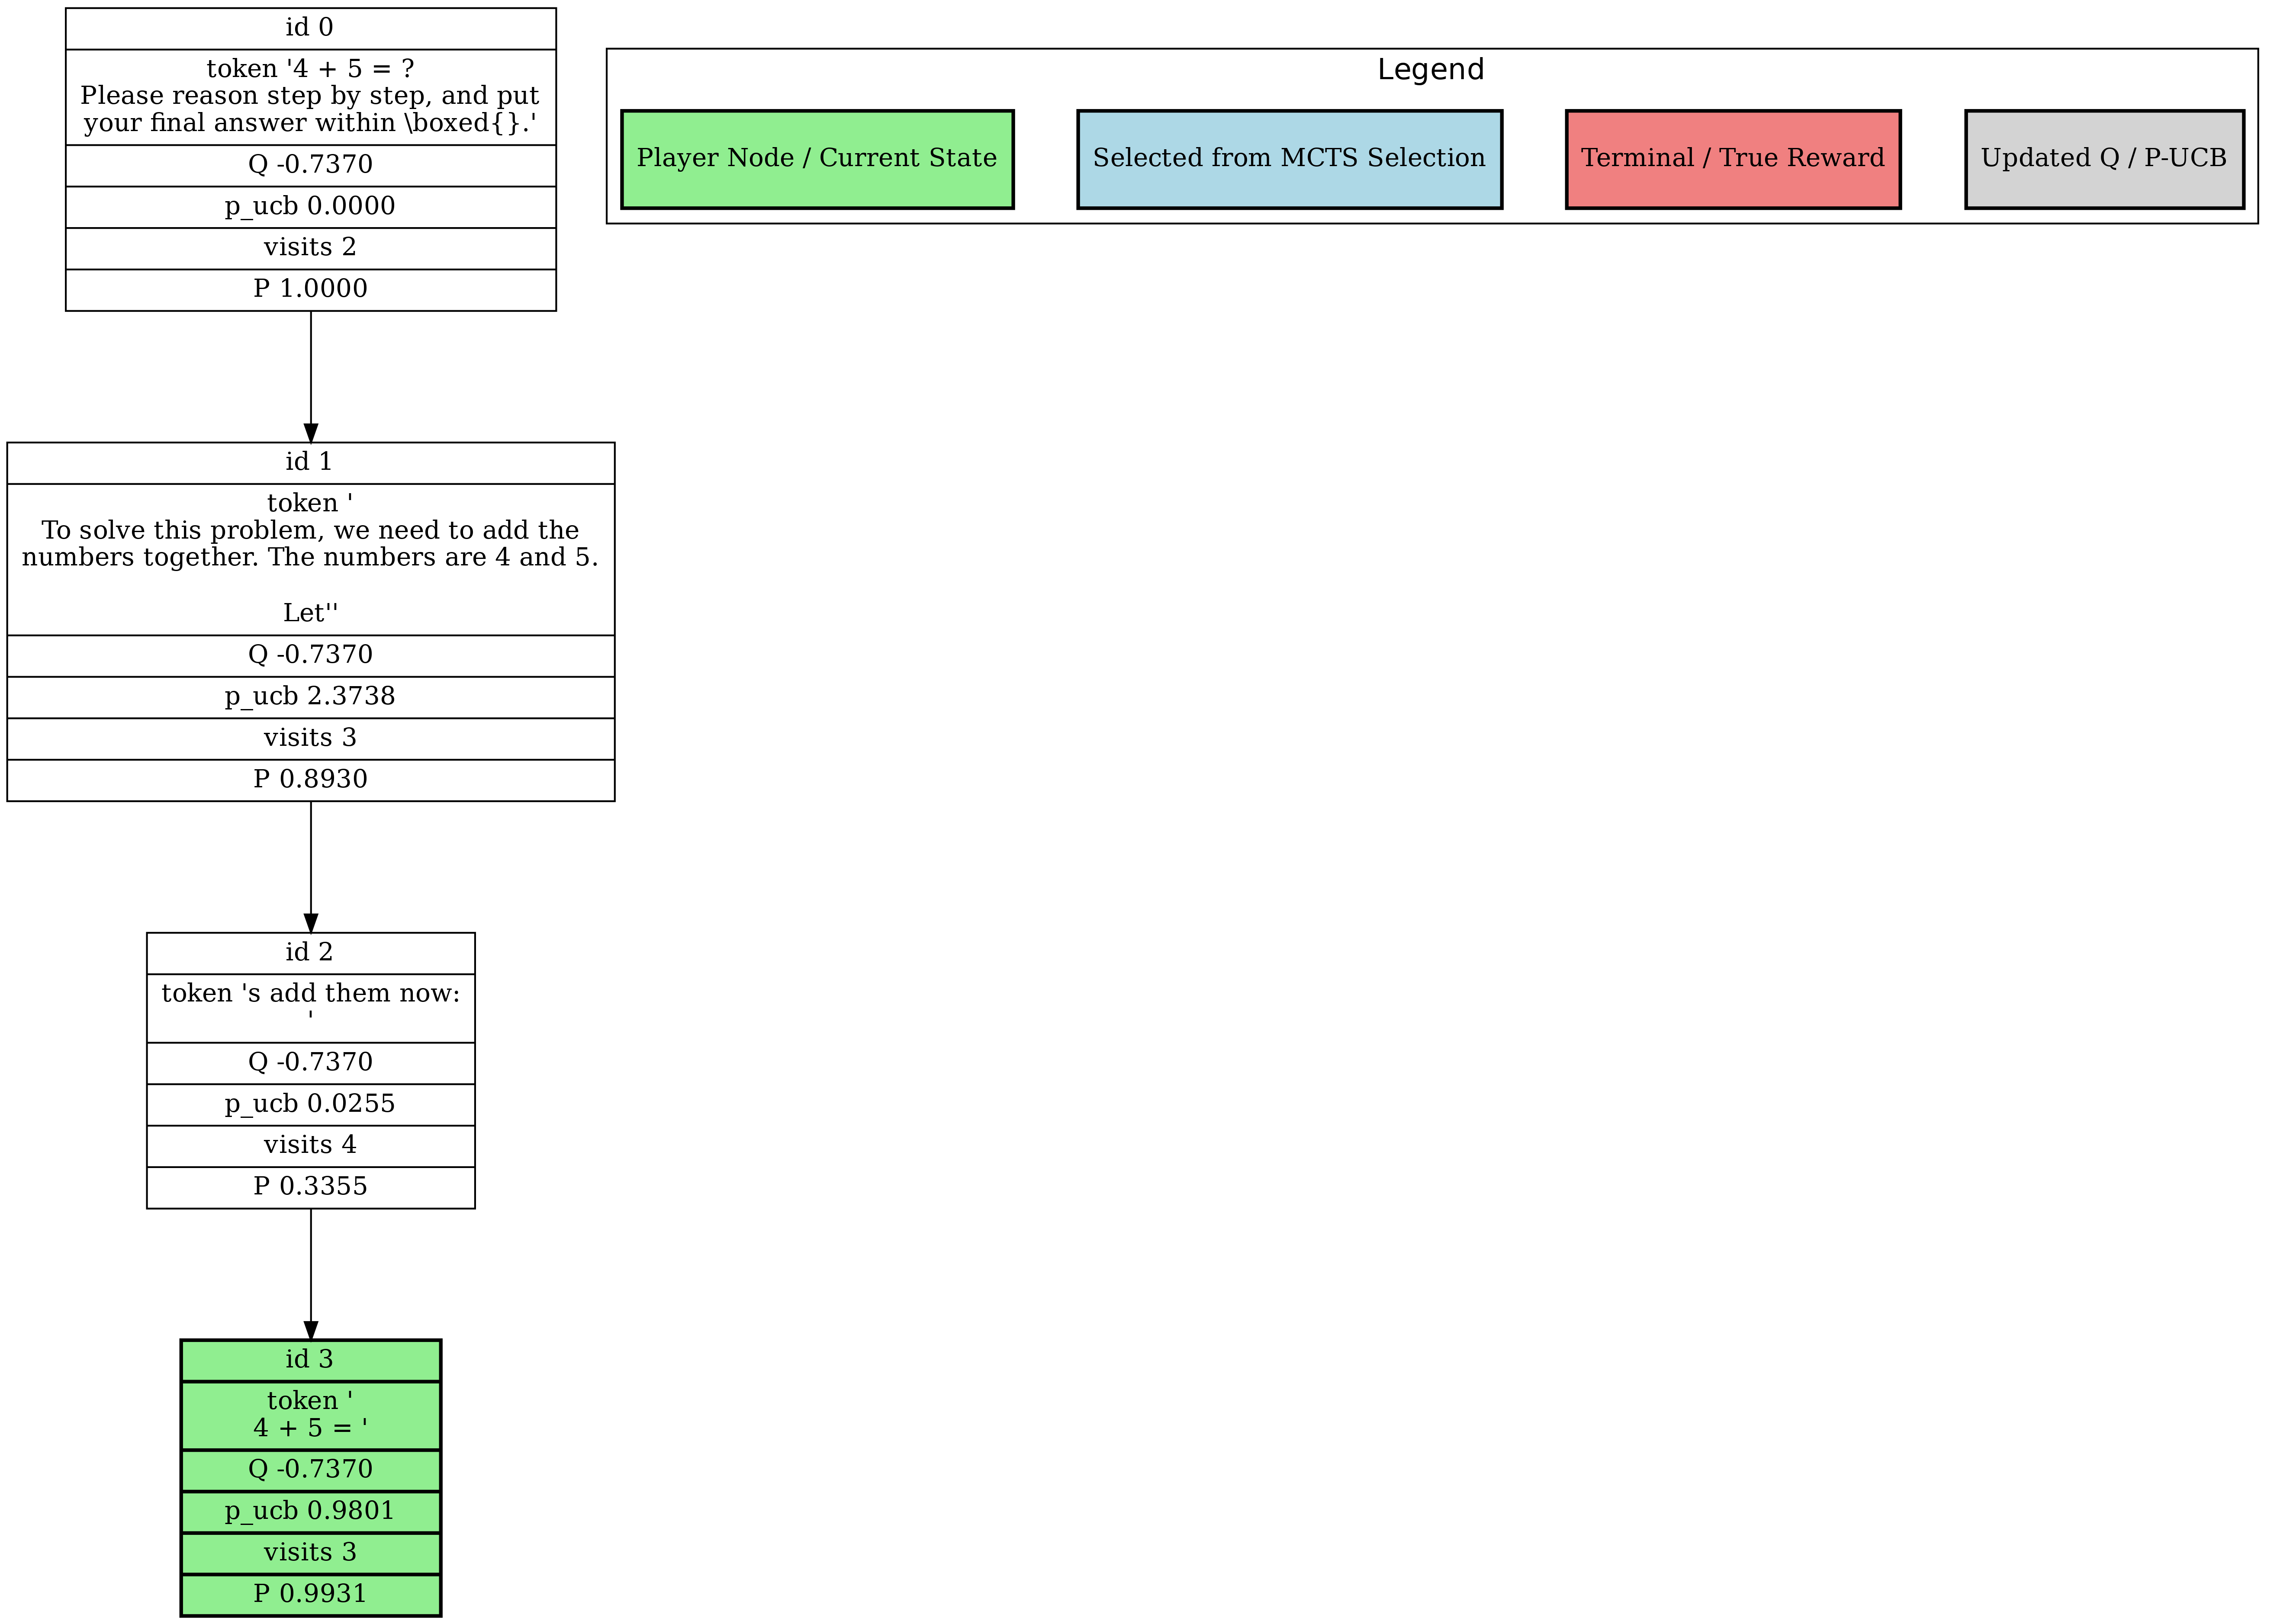 id 0
token '4 + 5 = ?
Please reason step by step, and put
your final answer within \boxed{}.'
Q -0.7370
p_ucb 0.0000
visits 2
P 1.0000
Legend
Player Node / Current State
Selected from MCTS Selection
Terminal / True Reward
Updated Q / P-UCB
id 1
token '
To solve this problem, we need to add the
numbers together. The numbers are 4 and 5.

Let''
Q -0.7370
p_ucb 2.3738
visits 3
P 0.8930
id 2
token 's add them now:
'
Q -0.7370
p_ucb 0.0255
visits 4
P 0.3355
id 3
token '
4 + 5 = '
Q -0.7370
p_ucb 0.9801
visits 3
P 0.9931